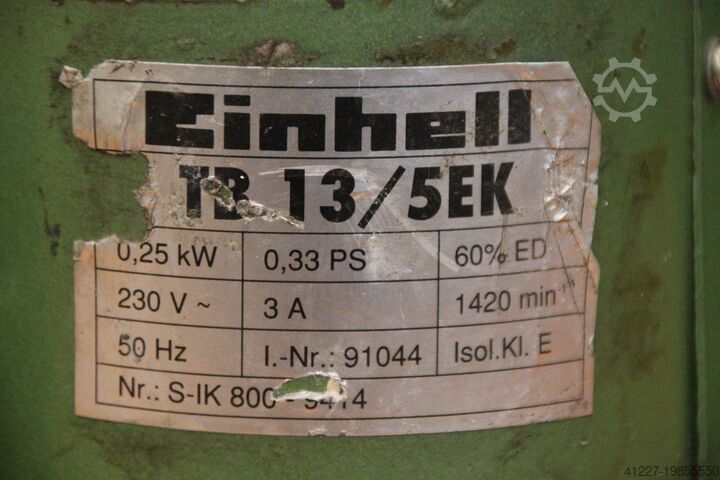 Einhell
TB 13/5EK
0,25 kW 0,33 PS 60% ED
230 V ~ 3 A 1420 min⁻¹
50 Hz I.-Nr.: 91044 Isol.Kl. E
Nr.: S-IK 800 - 9414
41227-19855550